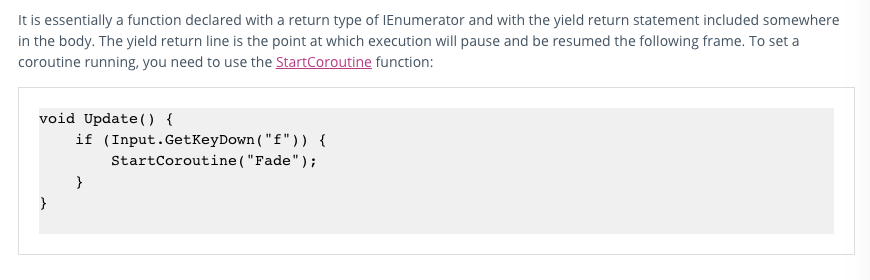 It is essentially a function declared with a return type of IEnumerator and with the yield return statement included somewhere
in the body. The yield return line is the point at which execution will pause and be resumed the following frame. To set a
coroutine running, you need to use the StartCoroutine function:
void Update() {
    if (Input.GetKeyDown("f")) {
        StartCoroutine("Fade");
    }
}